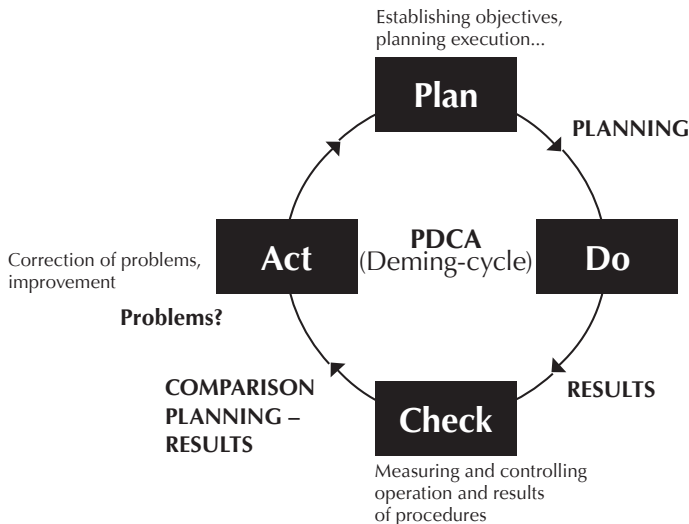 Establishing objectives,
planning execution...
Plan
PLANNING
Act
PDCA
(Deming-cycle)
Do
Correction of problems,
improvement
Problems?
COMPARISON
PLANNING –
RESULTS
Check
RESULTS
Measuring and controlling
operation and results
of procedures